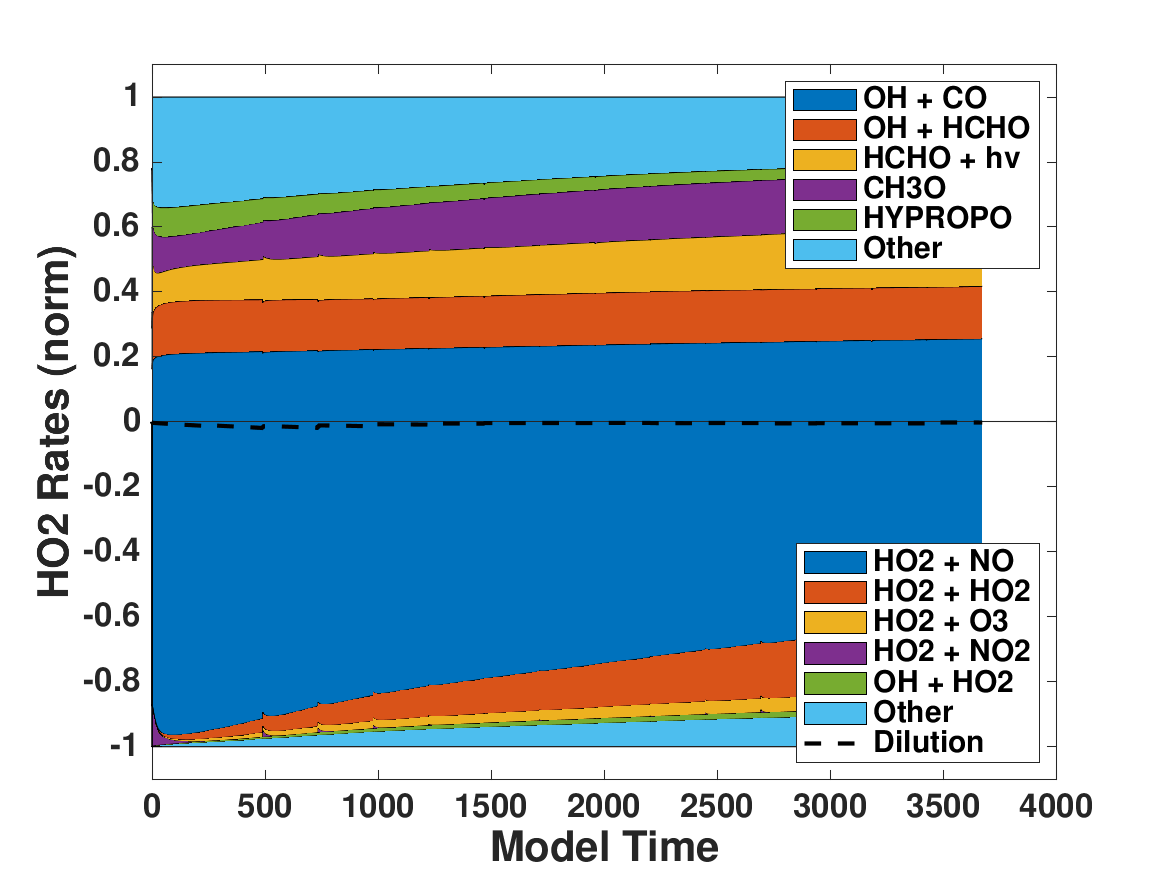 1
0.8
0.6
0.4
0.2
0
-0.2
-0.4
-0.6
-0.8
-1
HO2 Rates (norm)
OH + CO
OH + HCHO
HCHO + hv
CH3O
HYPROPO
Other
HO2 + NO
HO2 + HO2
HO2 + O3
HO2 + NO2
OH + HO2
Other
Dilution
0 500 1000 1500 2000 2500 3000 3500 4000
Model Time